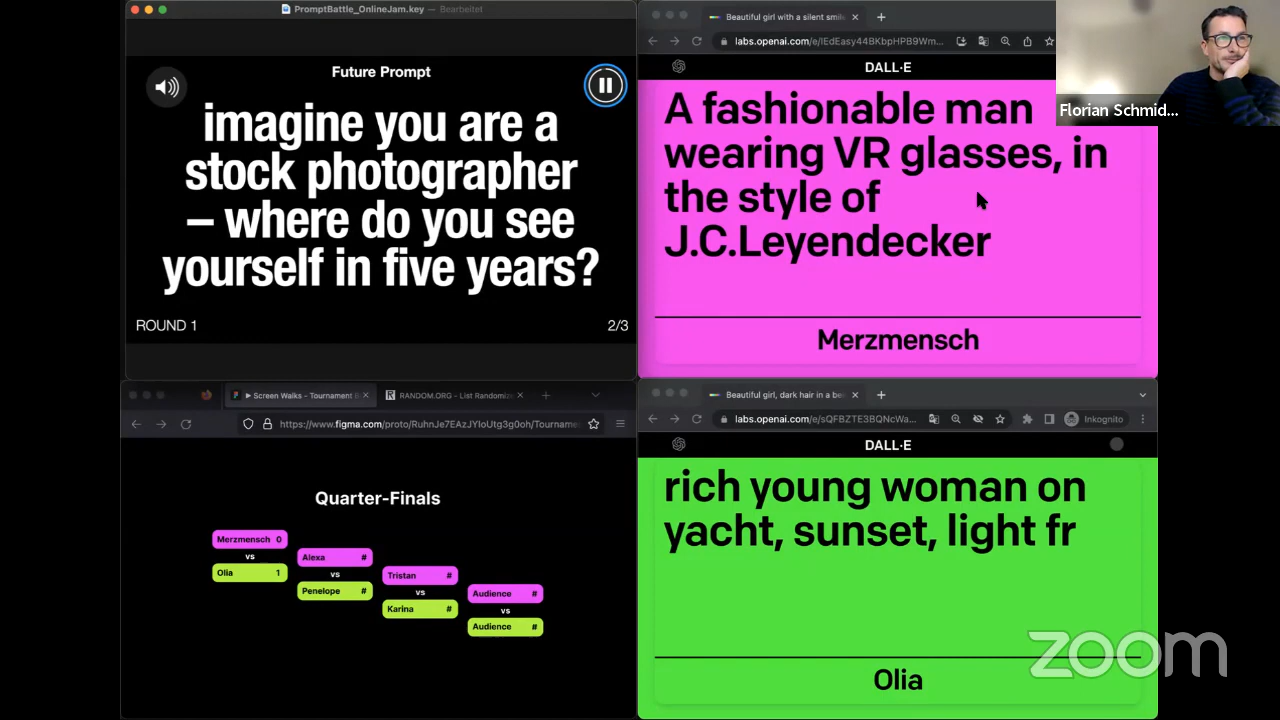 PromptBattle_OnlineJam.key — Bearbeitet
Future Prompt
imagine you are a
stock photographer
– where do you see
yourself in five years?
ROUND 1
2/3
Beautiful girl with a silent smile
labs.openai.com/e/IEdEasy44BKbpHPB9Wm...
DALL·E
A fashionable man
wearing VR glasses, in
the style of
J.C.Leyendecker
Merzmensch
Florian Schmid...
Screen Walks - Tournament
RANDOM.ORG - List Randomize
https://www.figma.com/proto/RuhnJe7EAzJYIoUtg3g0oh/Tourname
Quarter-Finals
Merzmensch 0
vs
Olia 1
Alexa #
vs
Penelope #
Tristan #
vs
Karina #
Audience #
vs
Audience #
Beautiful girl, dark hair in a be
labs.openai.com/e/sQFBZTE3BQNcWa...
Inkognito
DALL·E
rich young woman on
yacht, sunset, light fr
Olia
zoom